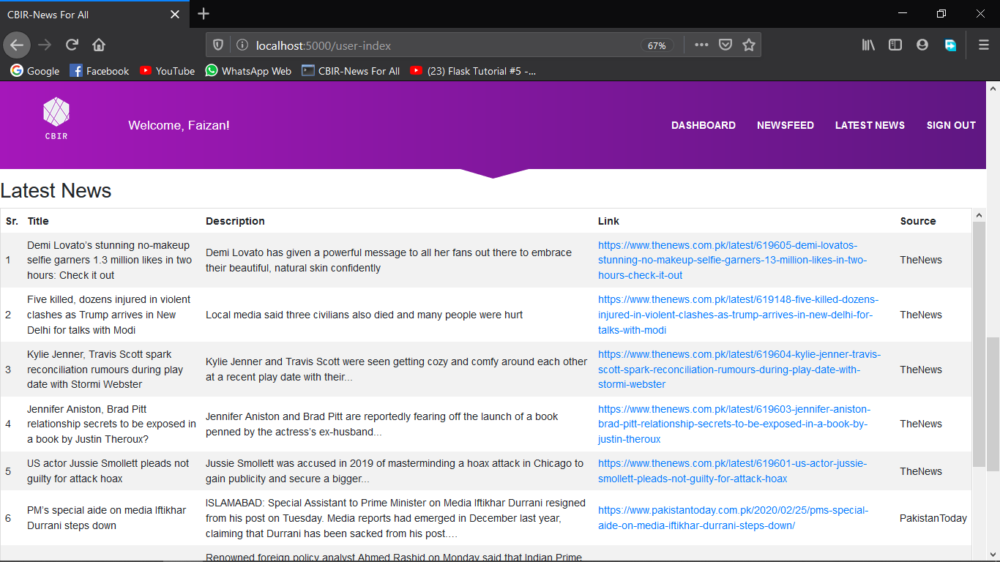 CBIR-News For All
localhost:5000/user-index
67%
Google
Facebook
YouTube
WhatsApp Web
CBIR-News For All
(23) Flask Tutorial #5 -...
CBIR
Welcome, Faizan!
DASHBOARD
NEWSFEED
LATEST NEWS
SIGN OUT
Latest News
Sr. Title Description Link Source
1
Demi Lovato’s stunning no-makeup
selfie garners 1.3 million likes in two
hours: Check it out
Demi Lovato has given a powerful message to all her fans out there to embrace
their beautiful, natural skin confidently
https://www.thenews.com.pk/latest/619605-demi-lovatos-
stunning-no-makeup-selfie-garners-13-million-likes-in-two-
hours-check-it-out
TheNews
2
Five killed, dozens injured in violent
clashes as Trump arrives in New
Delhi for talks with Modi
Local media said three civilians also died and many people were hurt
https://www.thenews.com.pk/latest/619148-five-killed-dozens-
injured-in-violent-clashes-as-trump-arrives-in-new-delhi-for-
talks-with-modi
TheNews
3
Kylie Jenner, Travis Scott spark
reconciliation rumours during play
date with Stormi Webster
Kylie Jenner and Travis Scott were seen getting cozy and comfy around each other
at a recent play date with their...
https://www.thenews.com.pk/latest/619604-kylie-jenner-travis-
scott-spark-reconciliation-rumours-during-play-date-with-
stormi-webster
TheNews
4
Jennifer Aniston, Brad Pitt
relationship secrets to be exposed in
a book by Justin Theroux?
Jennifer Aniston and Brad Pitt are reportedly fearing off the launch of a book
penned by the actress’s ex-husband...
https://www.thenews.com.pk/latest/619603-jennifer-aniston-
brad-pitt-relationship-secrets-to-be-exposed-in-a-book-by-
justin-theroux
TheNews
5
US actor Jussie Smollett pleads not
guilty for attack hoax
Jussie Smollett was accused in 2019 of masterminding a hoax attack in Chicago to
gain publicity and secure a bigger...
https://www.thenews.com.pk/latest/619601-us-actor-jussie-
smollett-pleads-not-guilty-for-attack-hoax
TheNews
6
PM’s special aide on media Iftikhar
Durrani steps down
ISLAMABAD: Special Assistant to Prime Minister on Media Iftikhar Durrani resigned
from his post on Tuesday. Media reports had emerged in December last year,
claiming that Durrani has been sacked from his post.…
https://www.pakistantoday.com.pk/2020/02/25/pms-special-
aide-on-media-iftikhar-durrani-steps-down/
PakistanToday
Renowned foreign policy analyst Ahmed Rashid on Monday said that Indian Prime